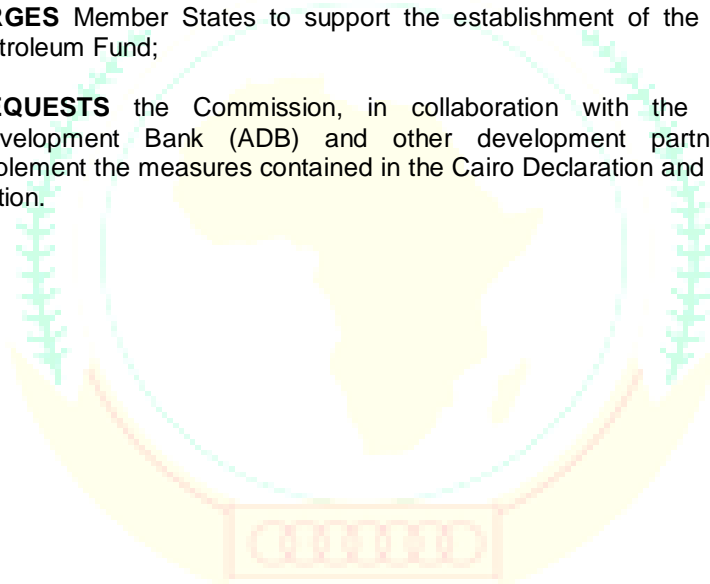 RGES Member States to support the establishment of the
troleum Fund;
EQUESTS the Commission, in collaboration with the
velopment Bank (ADB) and other development partn
plement the measures contained in the Cairo Declaration and
tion.